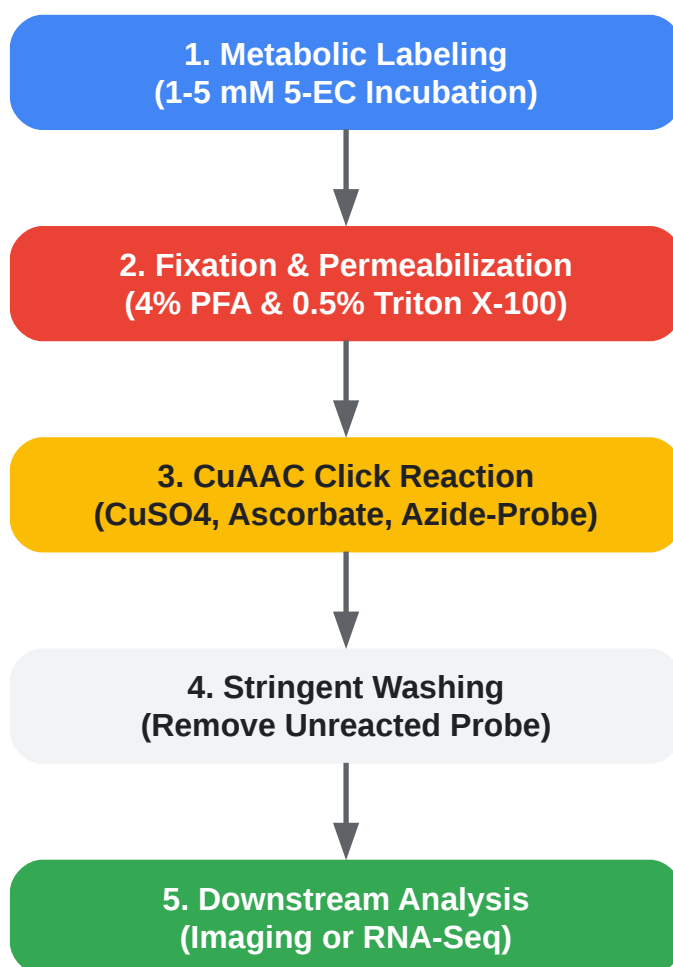 1. Metabolic Labeling
(1-5 mM 5-EC Incubation)
2. Fixation & Permeabilization
(4% PFA & 0.5% Triton X-100)
3. CuAAC Click Reaction
(CuSO4, Ascorbate, Azide-Probe)
4. Stringent Washing
(Remove Unreacted Probe)
5. Downstream Analysis
(Imaging or RNA-Seq)